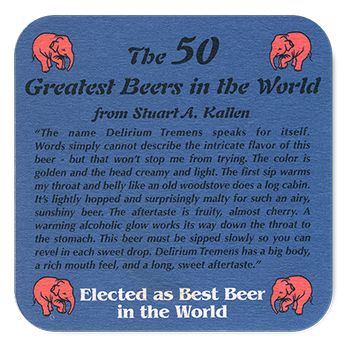 The 50
Greatest Beers in the World
from Stuart A. Kallen
"The name Delirium Tremens speaks for itself.
Words simply cannot describe the intricate flavor of this
beer - but that won't stop me from trying. The color is
golden and the head creamy and light. The first sip warms
my throat and belly like an old woodstove does a log cabin.
It's lightly hopped and surprisingly malty for such an airy,
sunshiny beer. The aftertaste is fruity, almost cherry. A
warming alcoholic glow works its way down the throat to
the stomach. This beer must be sipped slowly so you can
revel in each sweet drop. Delirium Tremens has a big body,
a rich mouth feel, and a long, sweet aftertaste."
Elected as Best Beer
in the World